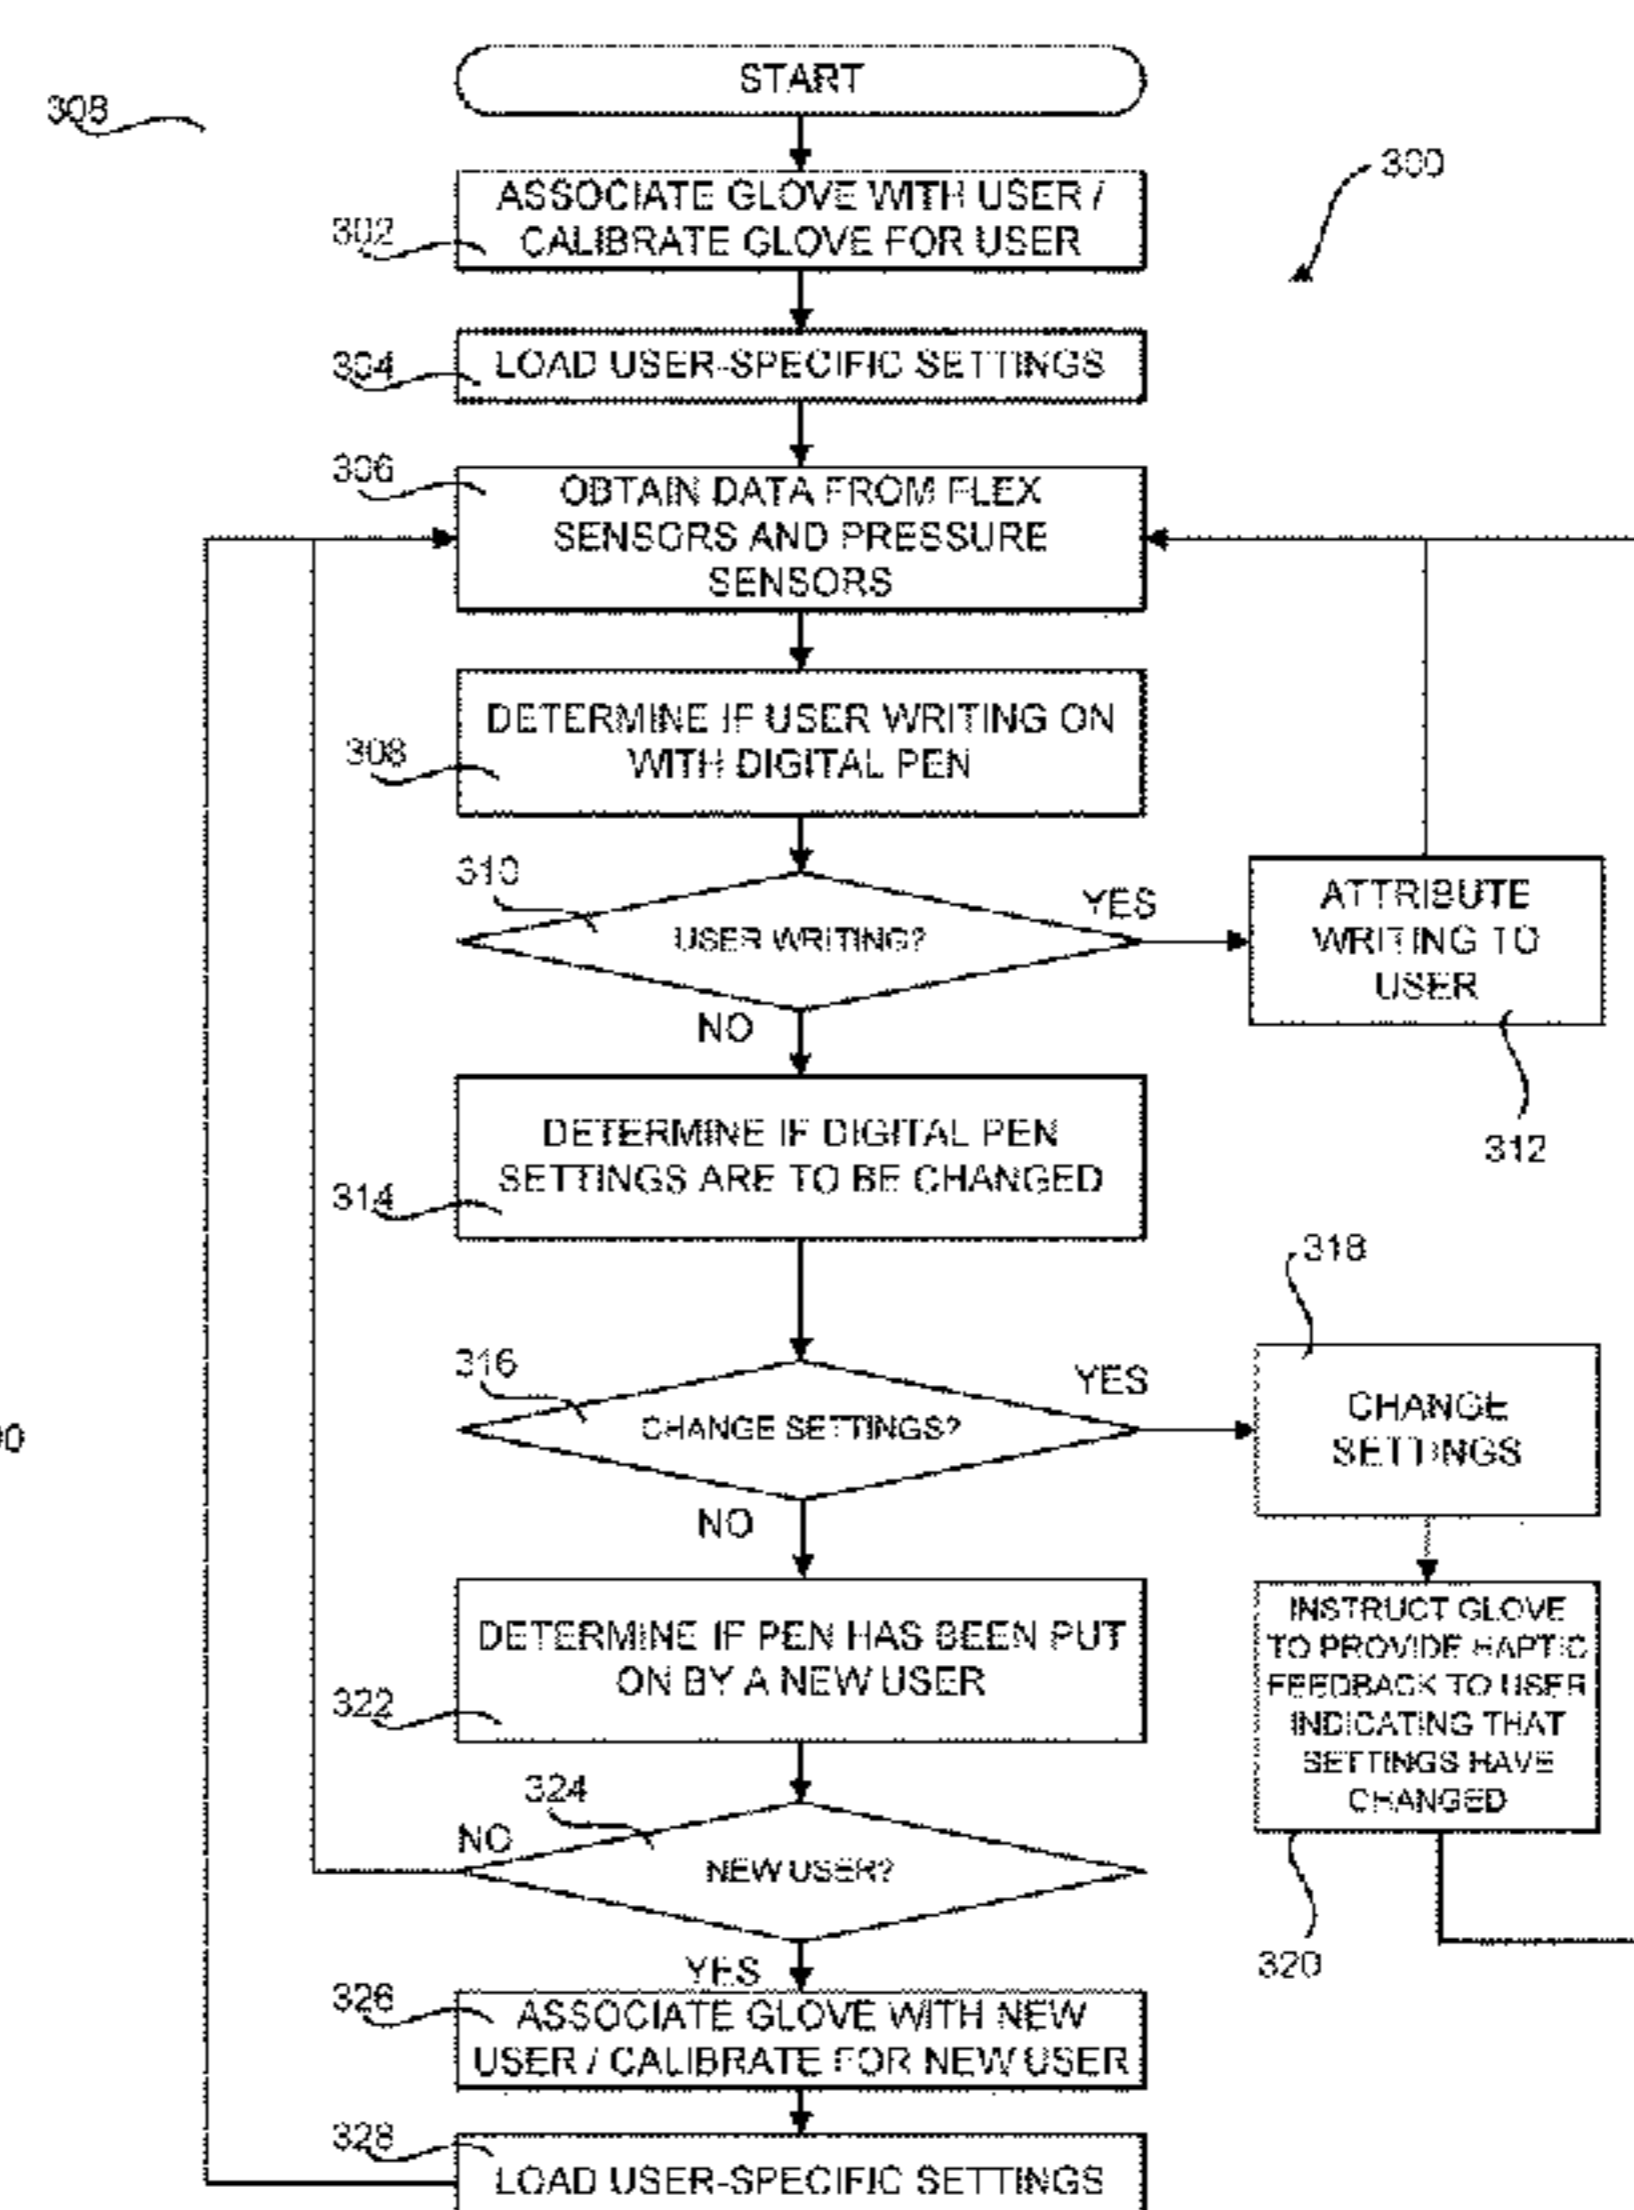 START
308
300
ASSOCIATE GLOVE WITH USER /
CALIBRATE GLOVE FOR USER
302
LOAD USER-SPECIFIC SETTINGS
304
306
OBTAIN DATA FROM FLEX
SENSORS AND PRESSURE
SENSORS
DETERMINE IF USER WRITING ON
WITH DIGITAL PEN
308
310
USER WRITING?
YES
ATTRIBUTE
WRITING TO
USER
312
NO
DETERMINE IF DIGITAL PEN
SETTINGS ARE TO BE CHANGED
314
316
CHANGE SETTINGS?
YES
318
CHANGE
SETTINGS
NO
DETERMINE IF PEN HAS BEEN PUT
ON BY A NEW USER
322
INSTRUCT GLOVE
TO PROVIDE HAPTIC
FEEDBACK TO USER
INDICATING THAT
SETTINGS HAVE
CHANGED
320
324
NO
NEW USER?
YES
326
ASSOCIATE GLOVE WITH NEW
USER / CALIBRATE FOR NEW USER
328
LOAD USER-SPECIFIC SETTINGS